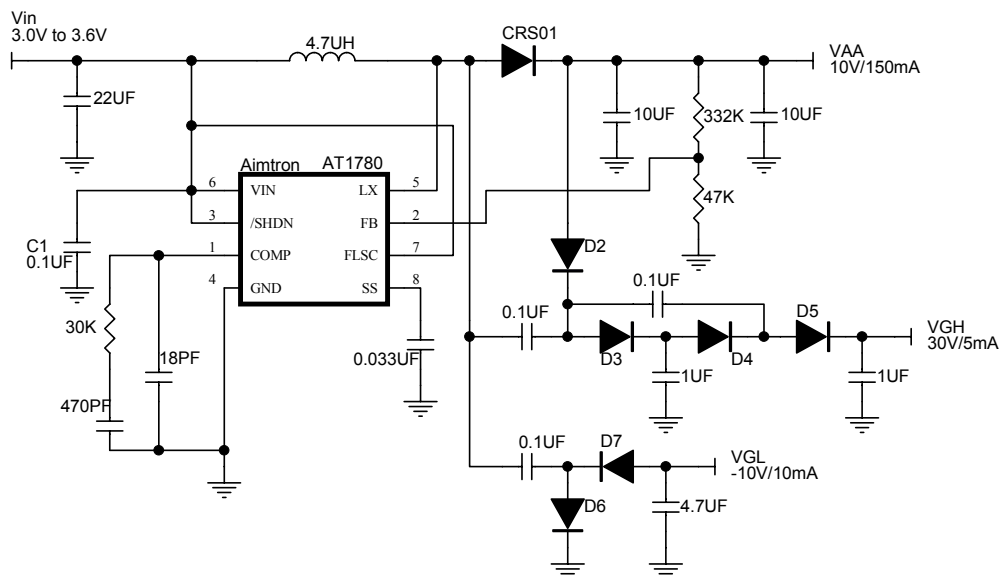 Vin
3.0V to 3.6V
4.7UH
CRS01
VAA
10V/150mA
22UF
10UF
332K
10UF
Aimtron AT1780
6 VIN LX 5
3 /SHDN FB 2
1 COMP FLSC 7
4 GND SS 8
47K
C1
0.1UF
D2
0.1UF
0.1UF
D5
30K
18PF
0.033UF
D3
D4
VGH
30V/5mA
1UF
1UF
470PF
0.1UF
D7
VGL
-10V/10mA
D6
4.7UF